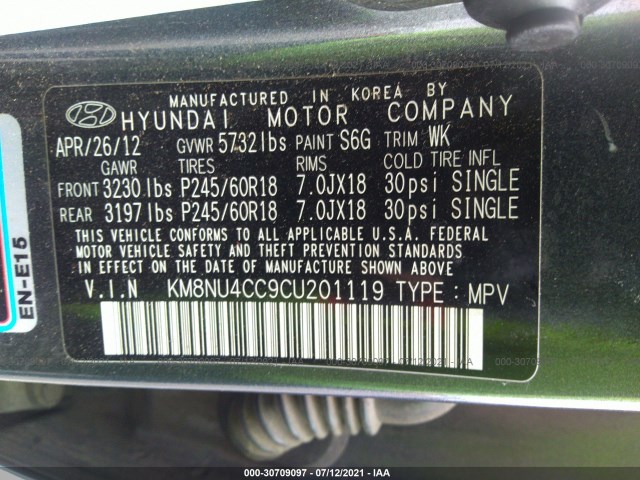 MANUFACTURED IN KOREA BY
HYUNDAI MOTOR COMPANY
APR/26/12 GVWR 5732lbs PAINT S6G TRIM WK
GAWR TIRES RIMS COLD TIRE INFL
FRONT 3230lbs P245/60R18 7.0JX18 30psi SINGLE
REAR 3197lbs P245/60R18 7.0JX18 30psi SINGLE
THIS VEHICLE CONFORMS TO ALL APPLICABLE U.S.A. FEDERAL
MOTOR VEHICLE SAFETY AND THEFT PREVENTION STANDARDS
IN EFFECT ON THE DATE OF MANUFACTURE SHOWN ABOVE
V.I.N KM8NU4CC9CU201119 TYPE : MPV
EN-E15
000-30709097 - 07/12/2021 - IAA